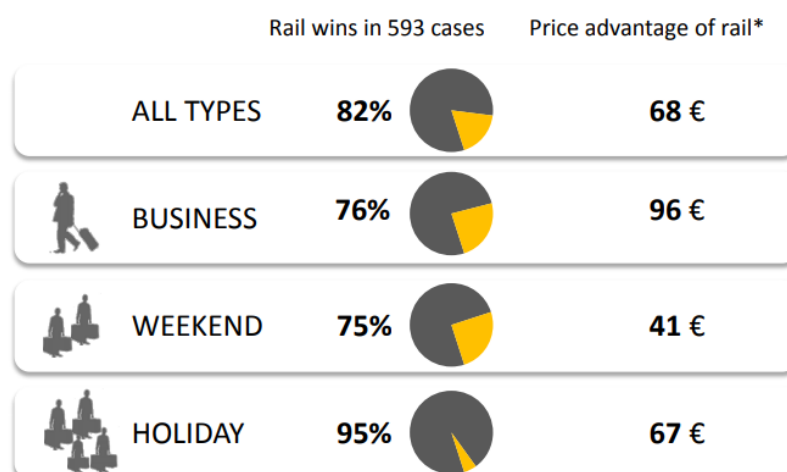 Rail wins in 593 cases Price advantage of rail*
ALL TYPES 82% 68 €
BUSINESS 76% 96 €
WEEKEND 75% 41 €
HOLIDAY 95% 67 €